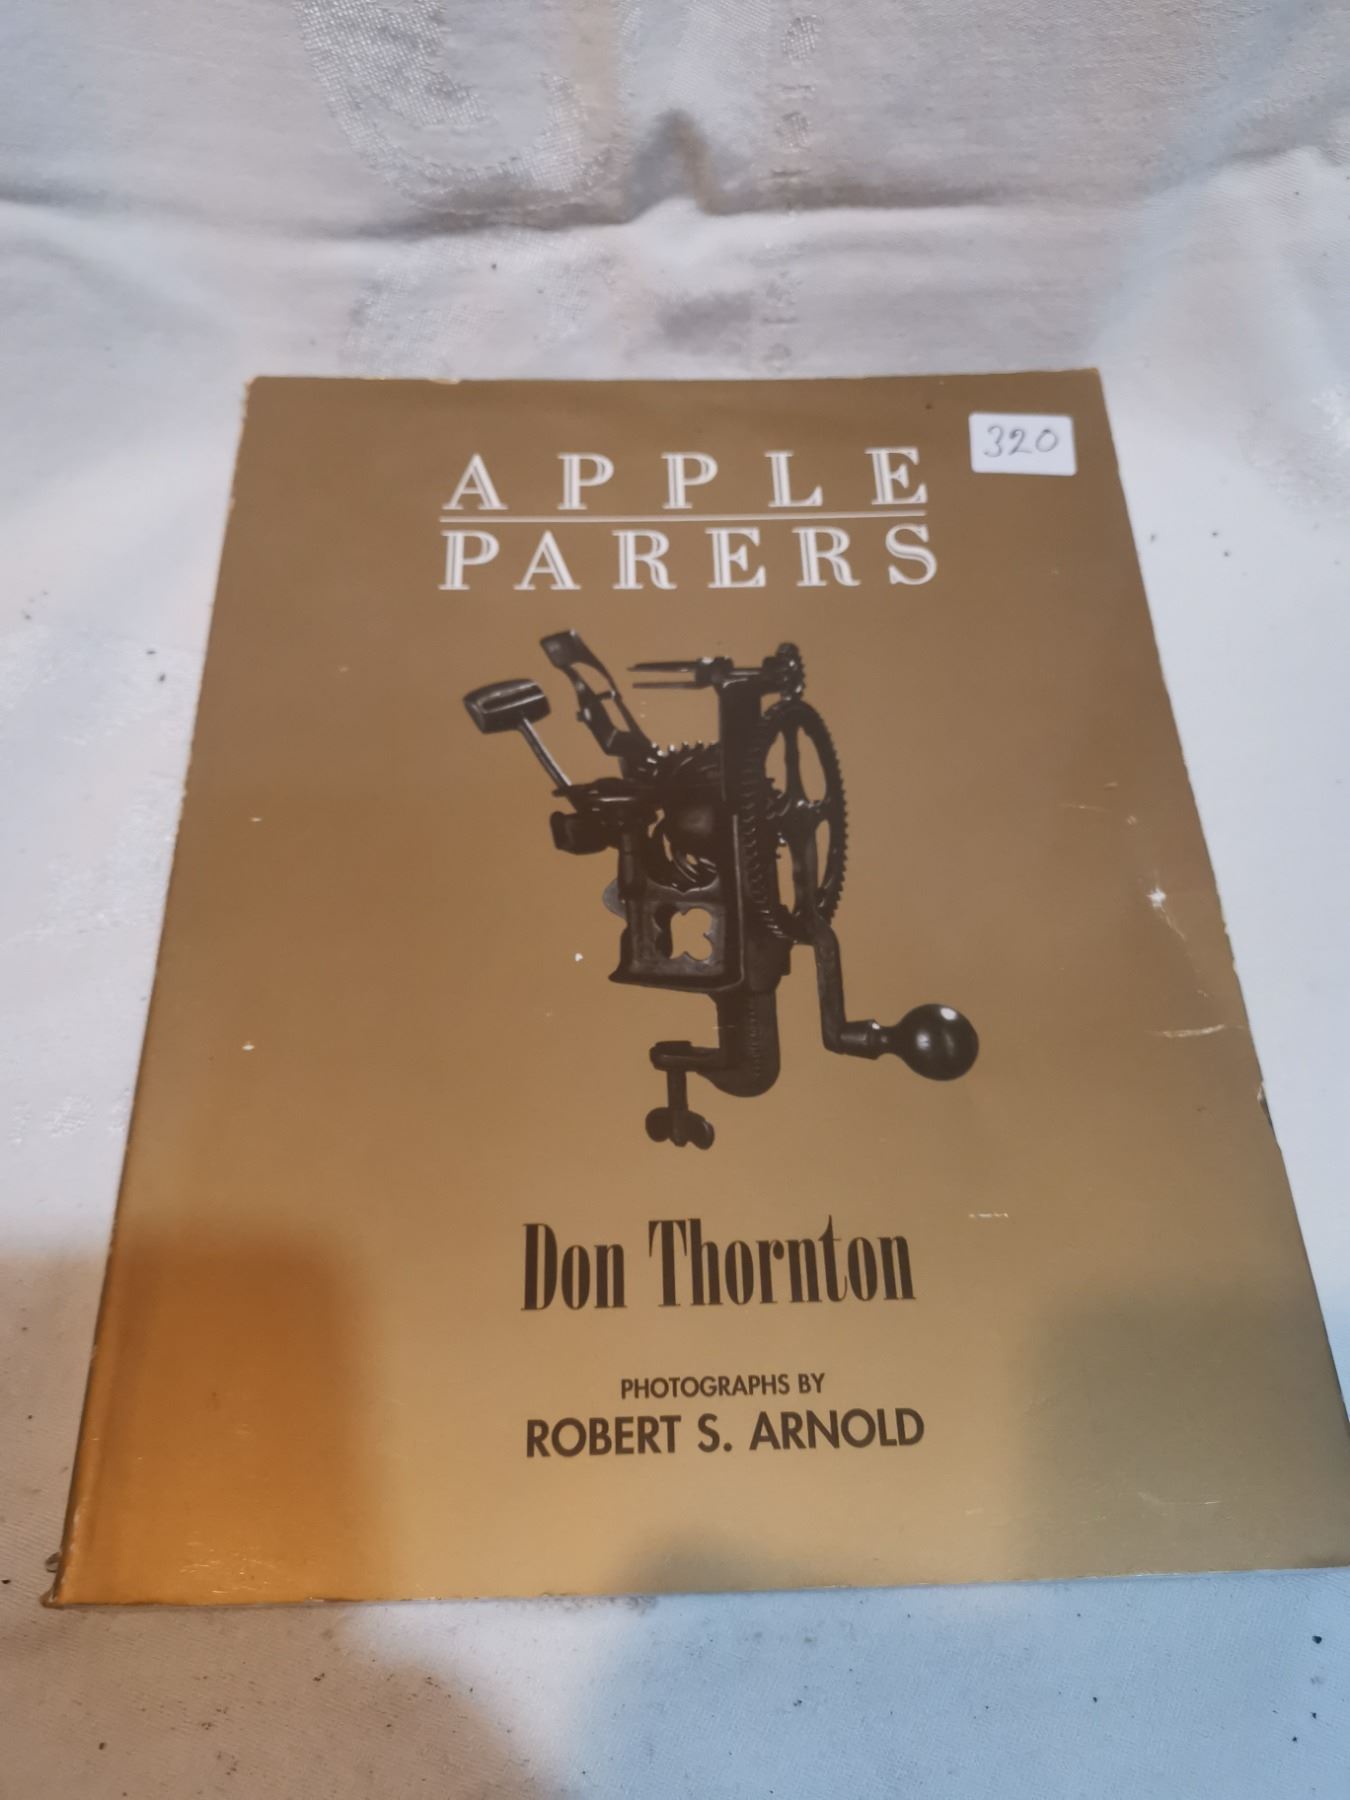 320
APPLE
PARERS
Don Thornton
PHOTOGRAPHS BY
ROBERT S. ARNOLD